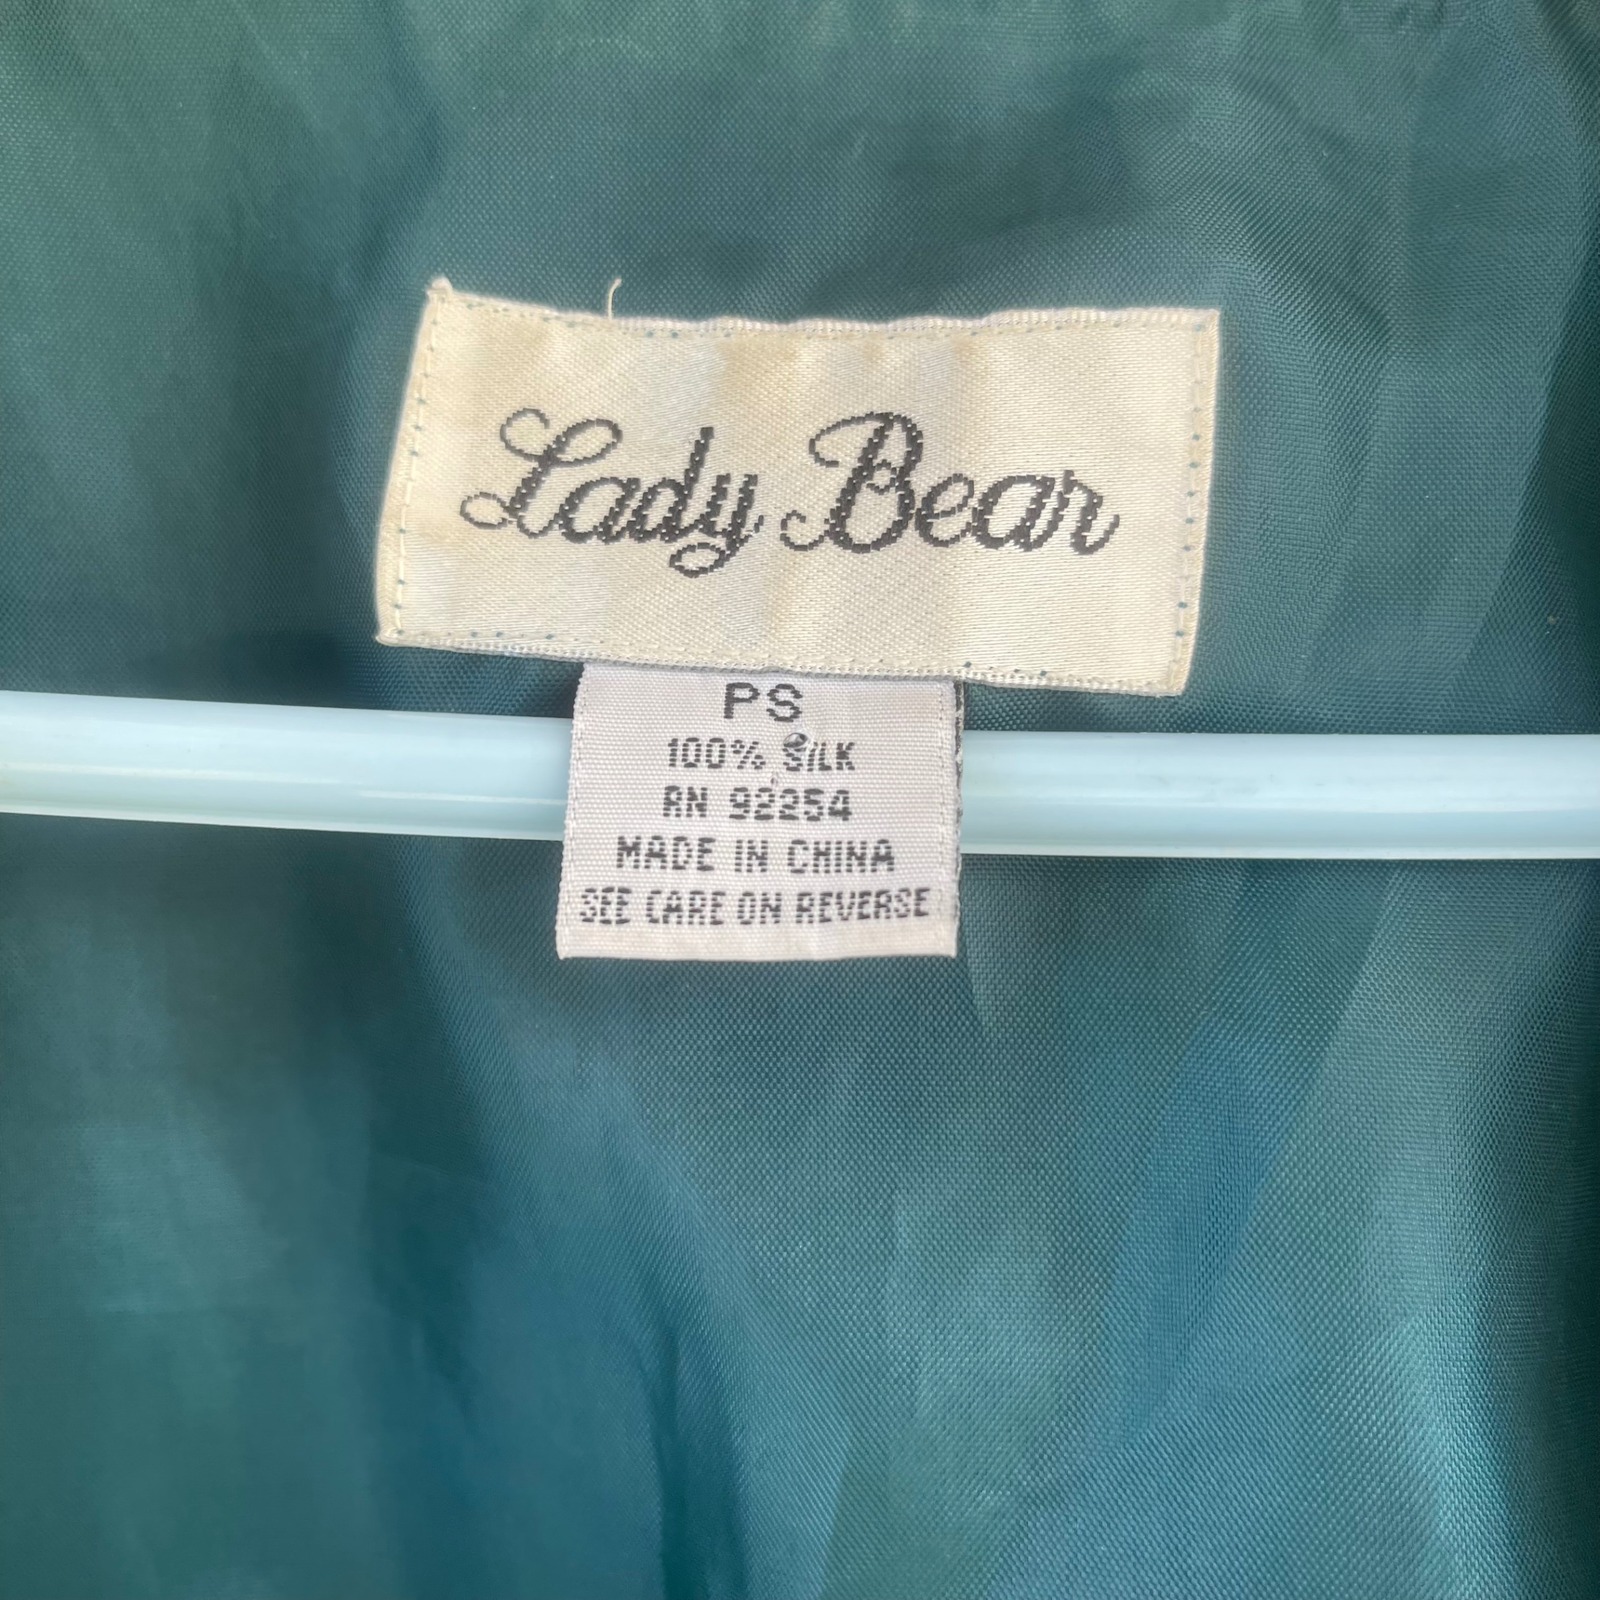 Lady Bear
PS
100% SILK
RN 92254
MADE IN CHINA
SEE CARE ON REVERSE